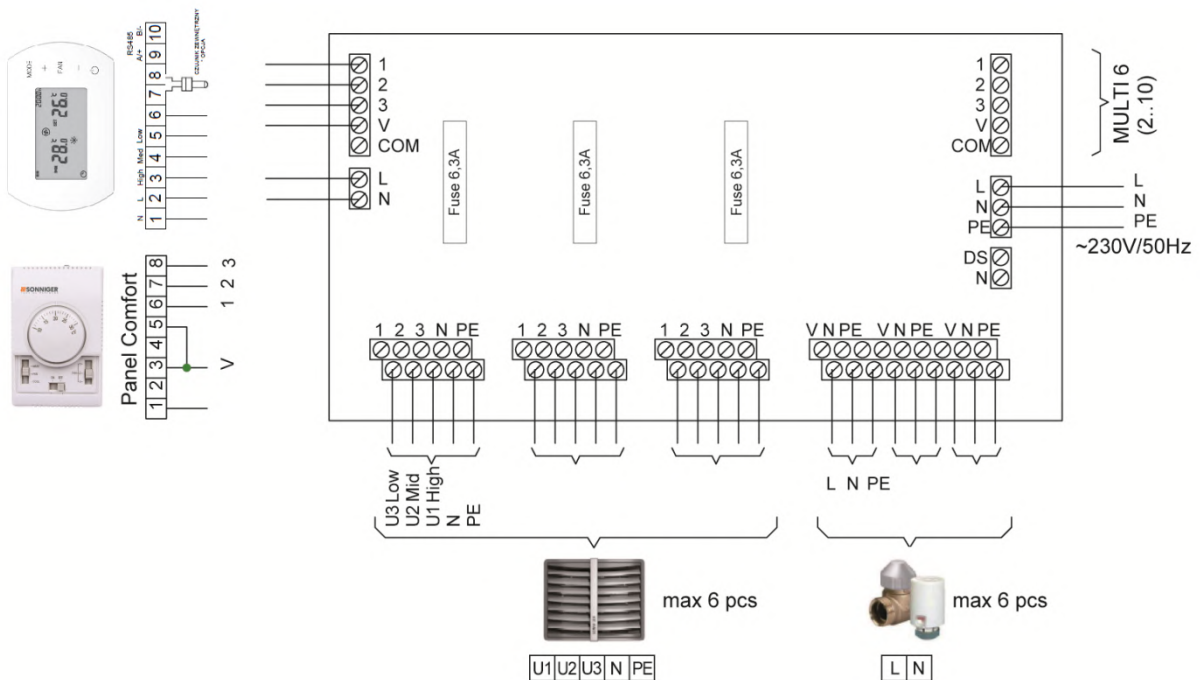 RS485
B/-
A/+
CZUJNIK ZEWNĘTRZNY
* OPCJA
10
9
8
7
6
5 Low
4 Med
3 High
2 L
1 N
MODE + FAN -
SONNIGER
Panel Comfort
8 3
7 2
6 1
5
4
3 V
2
1
1
2
3
V
COM
L
N
Fuse 6,3A
Fuse 6,3A
Fuse 6,3A
1
2
3
V
COM
MULTI 6
(2..10)
L L
N N
PE PE
~230V/50Hz
DS
N
1 2 3 N PE
1 2 3 N PE
1 2 3 N PE
V N PE V N PE V N PE
U3 Low
U2 Mid
U1 High
N
PE
L N PE
max 6 pcs
max 6 pcs
U1 U2 U3 N PE
L N